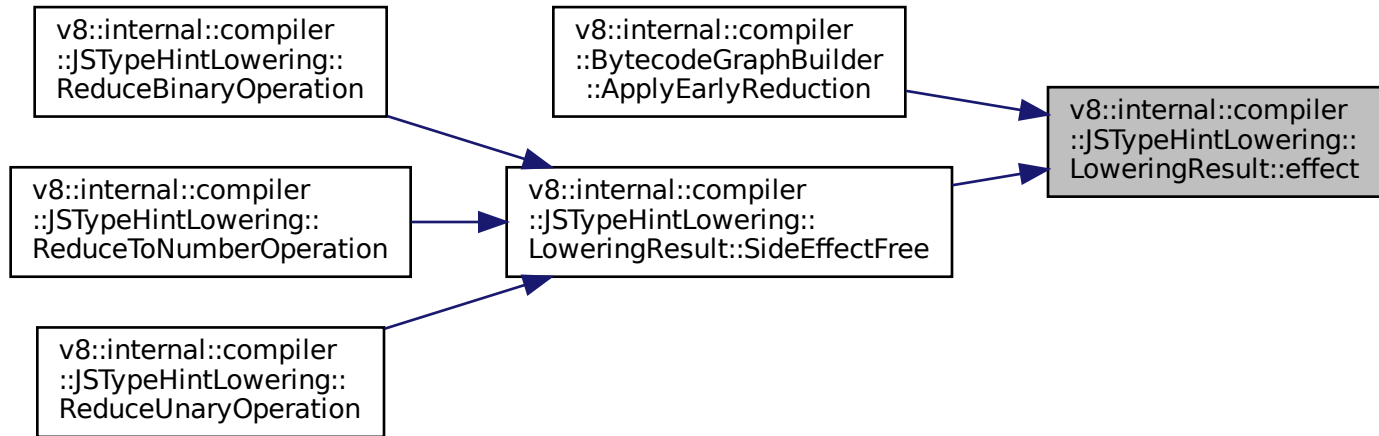 v8::internal::compiler
::JSTypeHintLowering::
ReduceBinaryOperation
v8::internal::compiler
::JSTypeHintLowering::
ReduceToNumberOperation
v8::internal::compiler
::JSTypeHintLowering::
ReduceUnaryOperation
v8::internal::compiler
::BytecodeGraphBuilder
::ApplyEarlyReduction
v8::internal::compiler
::JSTypeHintLowering::
LoweringResult::SideEffectFree
v8::internal::compiler
::JSTypeHintLowering::
LoweringResult::effect